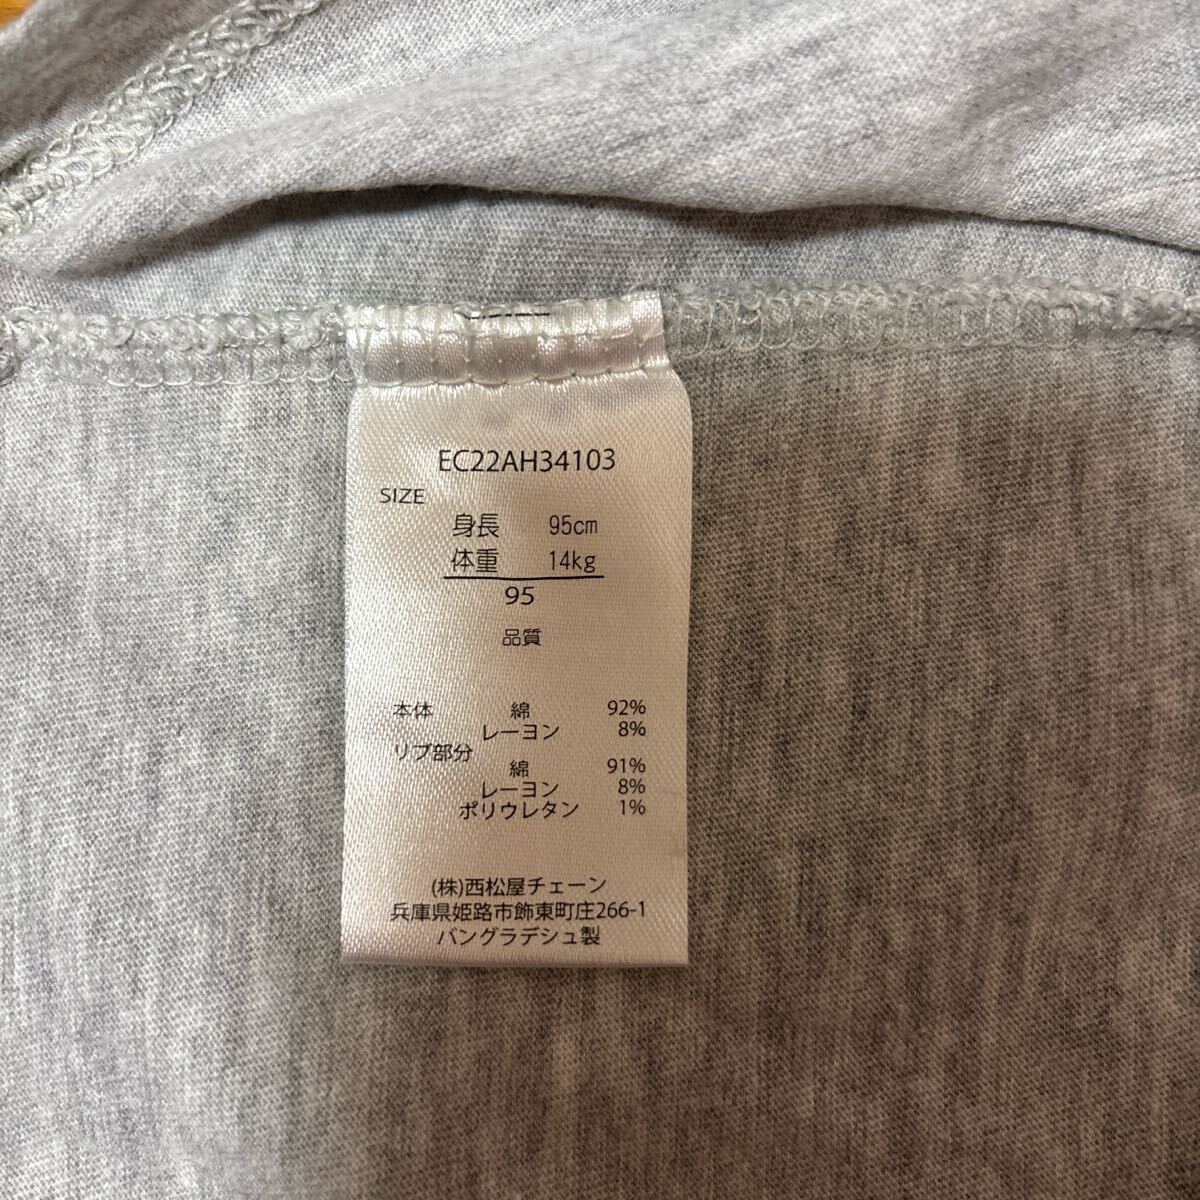 EC22AH34103
SIZE
身長 95cm
体重 14kg
95
品質
本体 綿 92%
レーヨン 8%
リブ部分
綿 91%
レーヨン 8%
ポリウレタン 1%
(株)西松屋チェーン
兵庫県姫路市飾東町庄266-1
バングラデシュ製